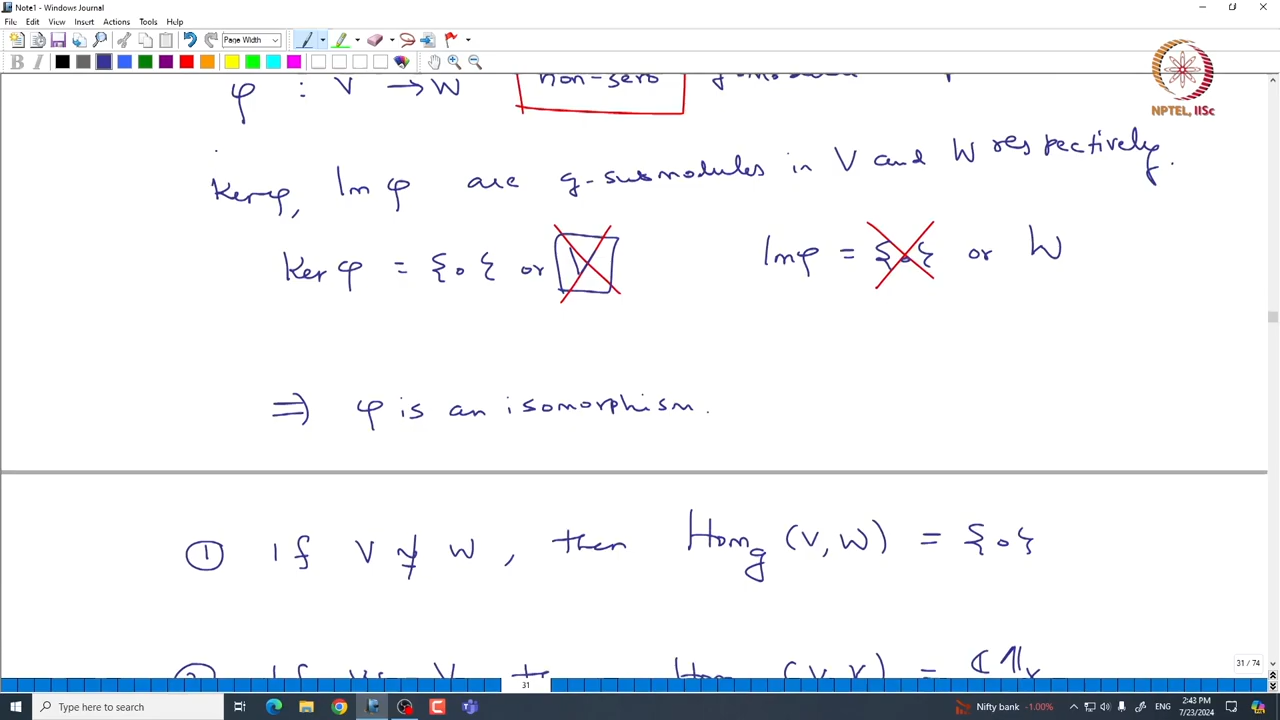 Note1 - Windows Journal
File Edit View Insert Actions Tools Help
Page Width
NPTEL, IISc
φ : V → W non-zero
Ker φ, Im φ are g-submodules in V and W respectively.
Ker φ = {0} or V Im φ = {0} or W
⇒ φ is an isomorphism.
① If V ≄ W, then Hom_g (V, W) = {0}
31 / 74
31
Type here to search
Nifty bank -1.00%
2:43 PM
7/23/2024